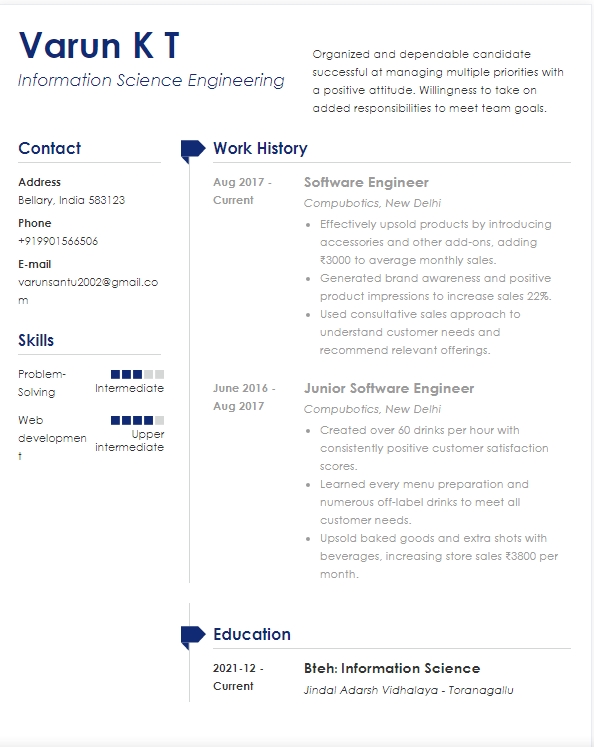 Varun K T
Information Science Engineering
Organized and dependable candidate
successful at managing multiple priorities with
a positive attitude. Willingness to take on
added responsibilities to meet team goals.
Contact
Address
Bellary, India 583123
Phone
+919901566506
E-mail
varunsantu2002@gmail.co
m
Skills
Problem-
Solving
Intermediate
Web
developmen
t
Upper
intermediate
Work History
Aug 2017 -
Current
Software Engineer
Compubotics, New Delhi
• Effectively upsold products by introducing
accessories and other add-ons, adding
₹3000 to average monthly sales.
• Generated brand awareness and positive
product impressions to increase sales 22%.
• Used consultative sales approach to
understand customer needs and
recommend relevant offerings.
June 2016 -
Aug 2017
Junior Software Engineer
Compubotics, New Delhi
• Created over 60 drinks per hour with
consistently positive customer satisfaction
scores.
• Learned every menu preparation and
numerous off-label drinks to meet all
customer needs.
• Upsold baked goods and extra shots with
beverages, increasing store sales ₹3800 per
month.
Education
2021-12 -
Current
Bteh: Information Science
Jindal Adarsh Vidhalaya - Toranagallu